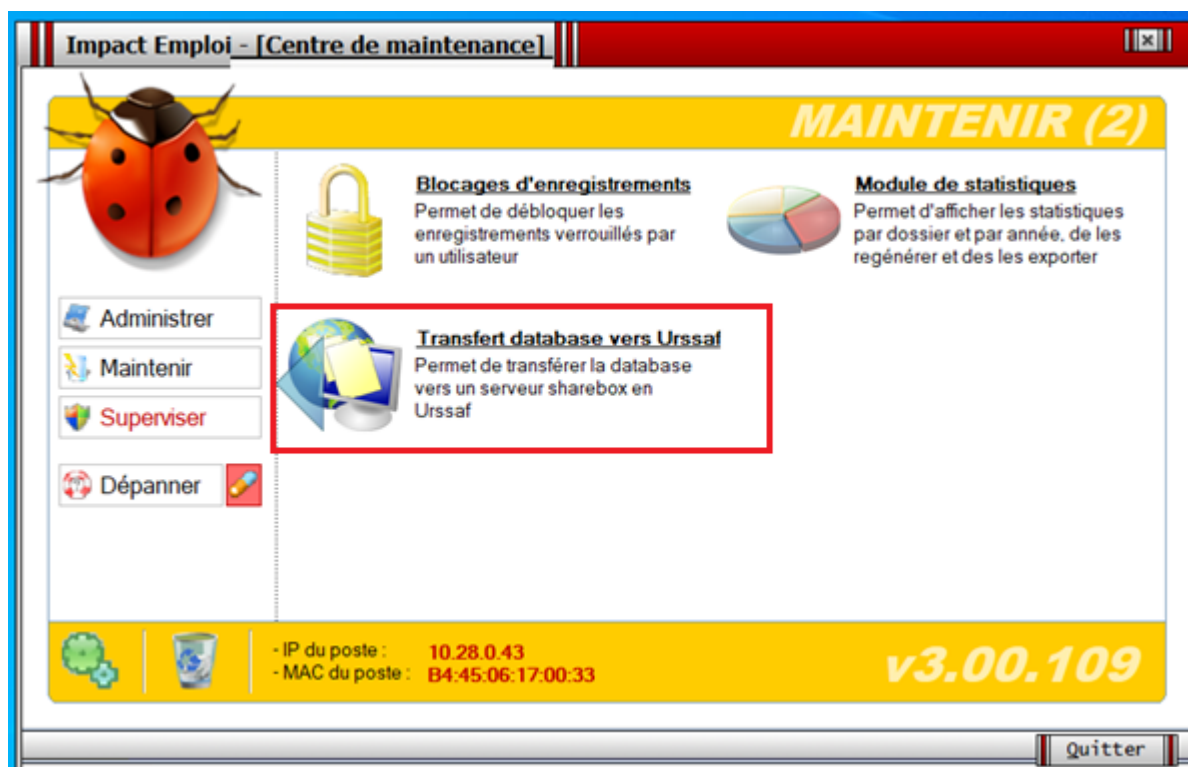 Impact Emploi - [Centre de maintenance]
MAINTENIR (2)
Blocages d'enregistrements
Permet de débloquer les
enregistrements verrouillés par
un utilisateur
Module de statistiques
Permet d'afficher les statistiques
par dossier et par année, de les
regénérer et des les exporter
Administrer
Maintenir
Superviser
Dépanner
Transfert database vers Urssaf
Permet de transférer la database
vers un serveur sharebox en
Urssaf
- IP du poste : 10.28.0.43
- MAC du poste : B4:45:06:17:00:33
v3.00.109
Quitter